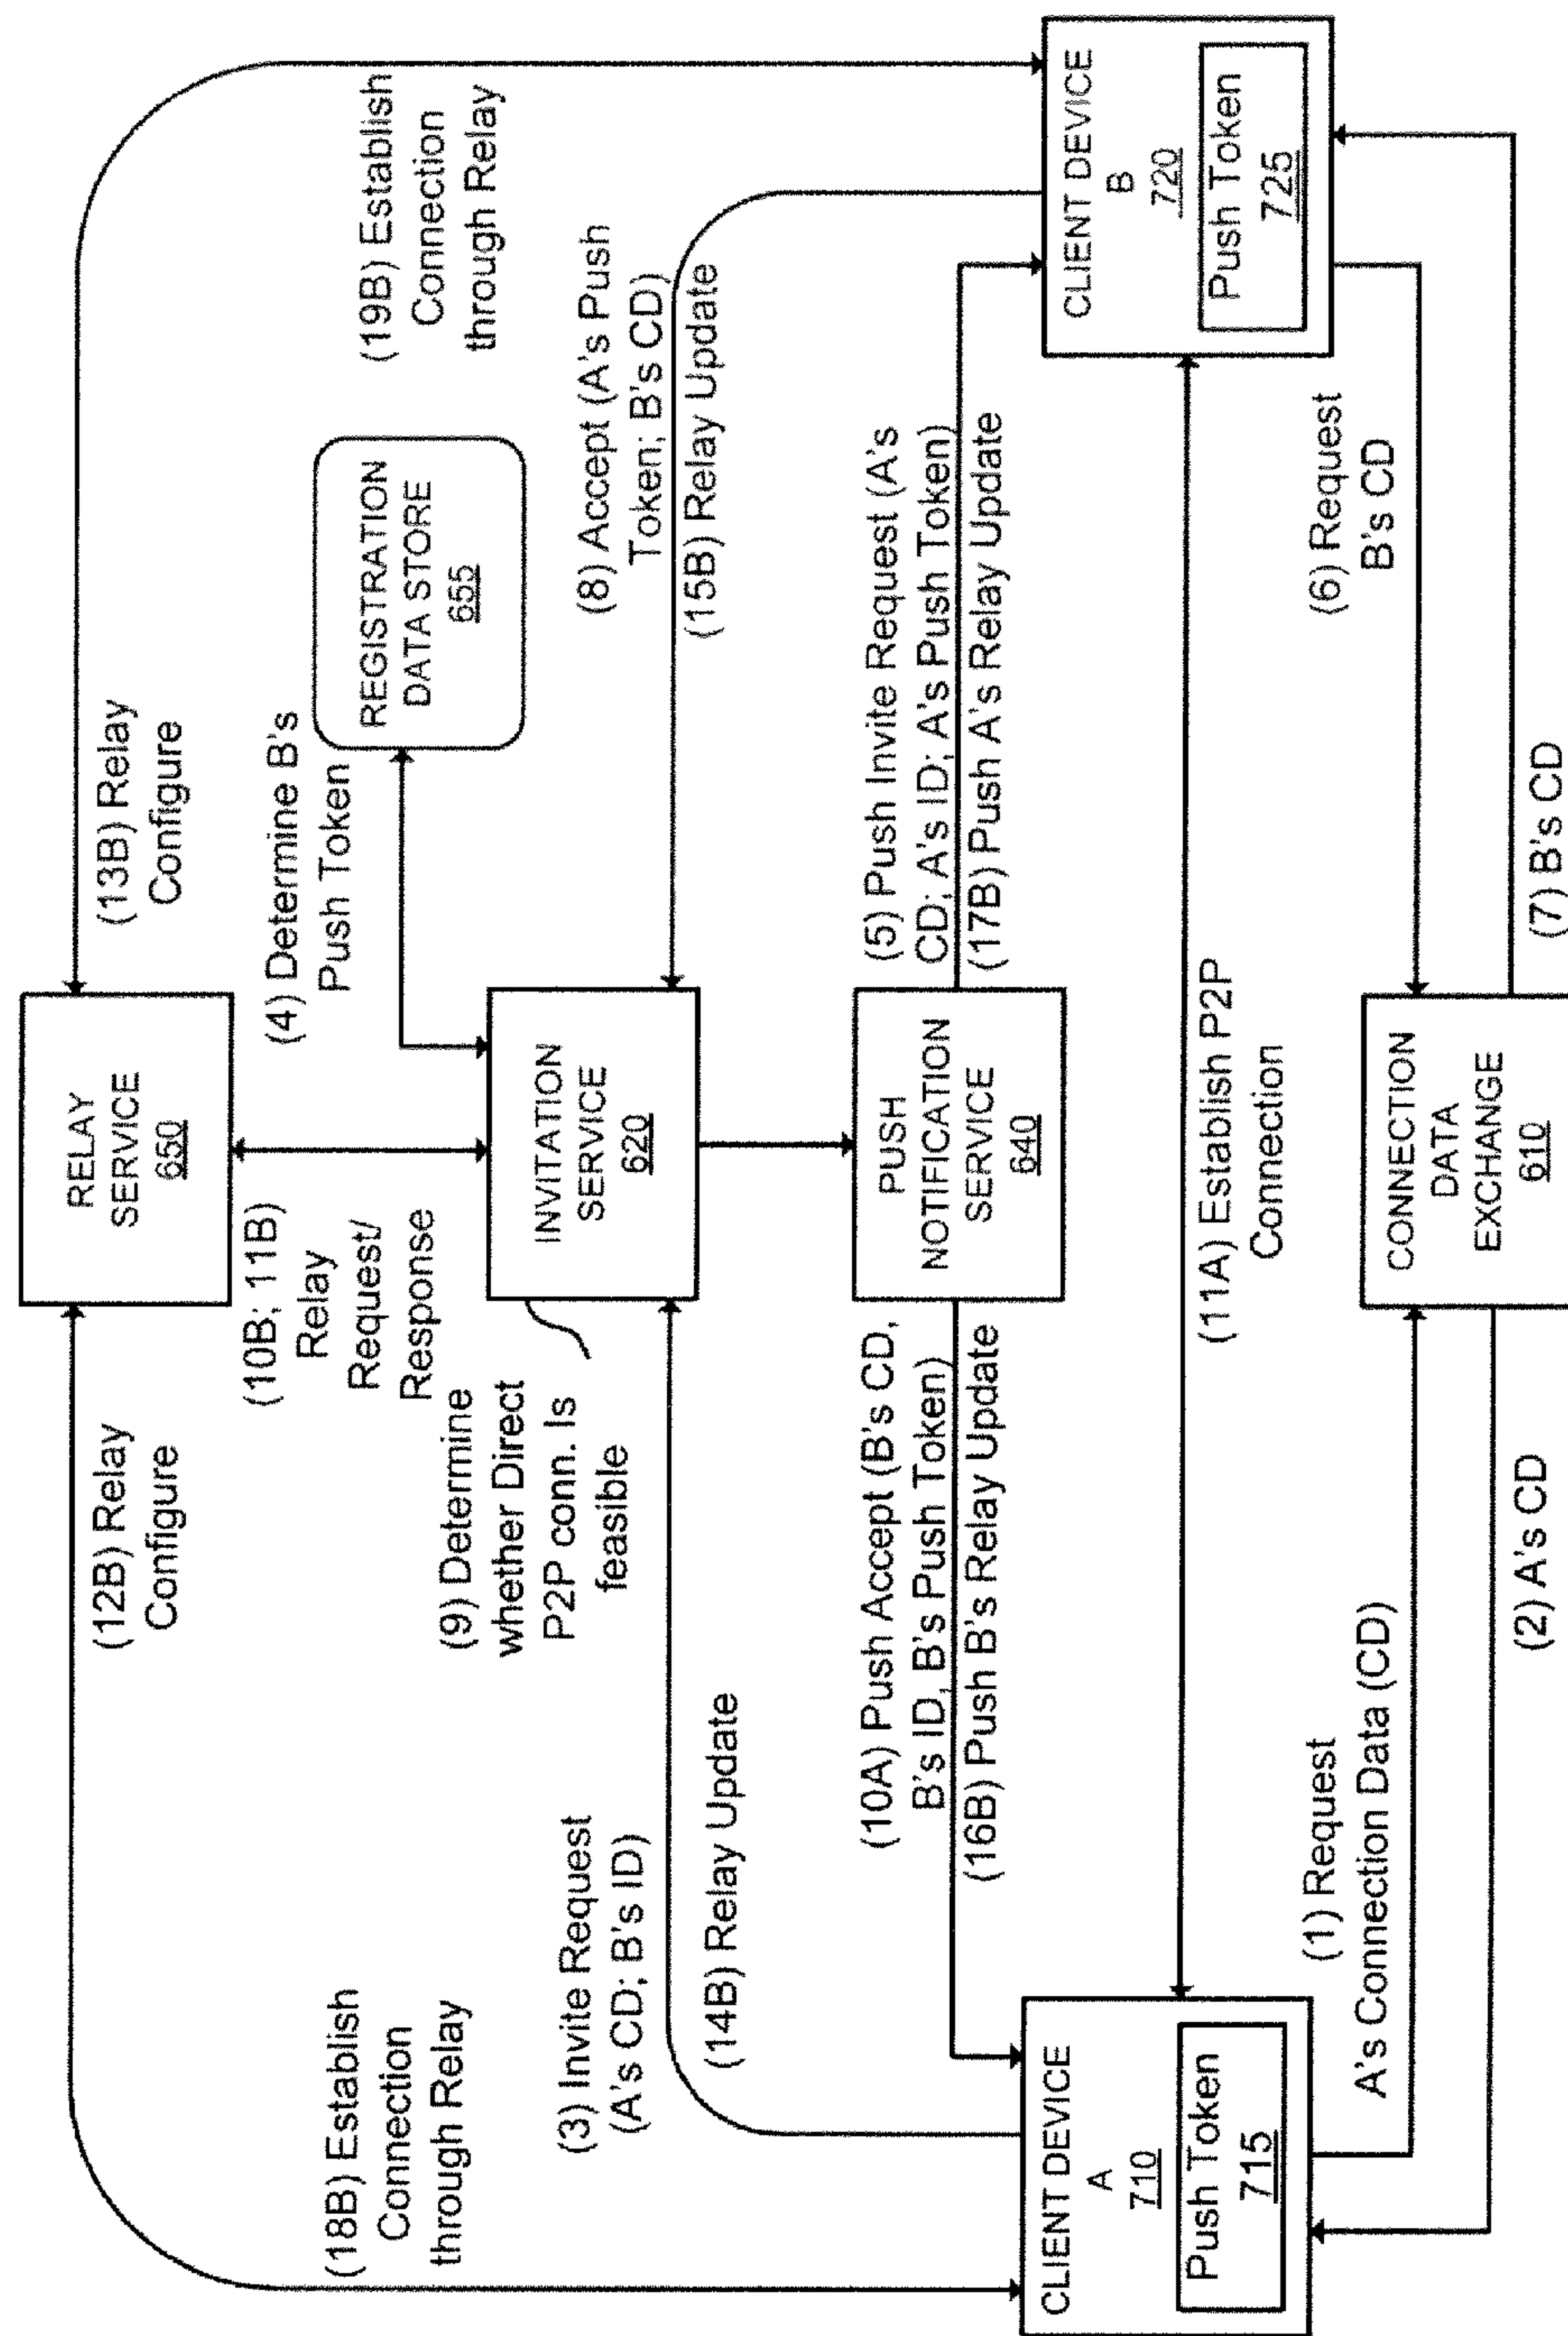 (18B) Establish
Connection
through Relay
(12B) Relay
Configure
RELAY
SERVICE
650
(13B) Relay
Configure
(19B) Establish
Connection
through Relay
(10B; 11B)
Relay
Request/
Response
(4) Determine B's
Push Token
REGISTRATION
DATA STORE
655
(3) Invite Request
(A's CD; B's ID)
(14B) Relay Update
(9) Determine
whether Direct
P2P conn. Is
feasible
INVITATION
SERVICE
620
(8) Accept (A's Push
Token; B's CD)
(15B) Relay Update
(10A) Push Accept (B's CD,
B's ID, B's Push Token)
(16B) Push B's Relay Update
PUSH
NOTIFICATION
SERVICE
640
(5) Push Invite Request (A's
CD; A's ID; A's Push Token)
(17B) Push A's Relay Update
CLIENT DEVICE
A
710
Push Token
715
(11A) Establish P2P
Connection
CLIENT DEVICE
B
720
Push Token
725
(1) Request
A's Connection Data (CD)
(2) A's CD
CONNECTION
DATA
EXCHANGE
610
(6) Request
B's CD
(7) B's CD